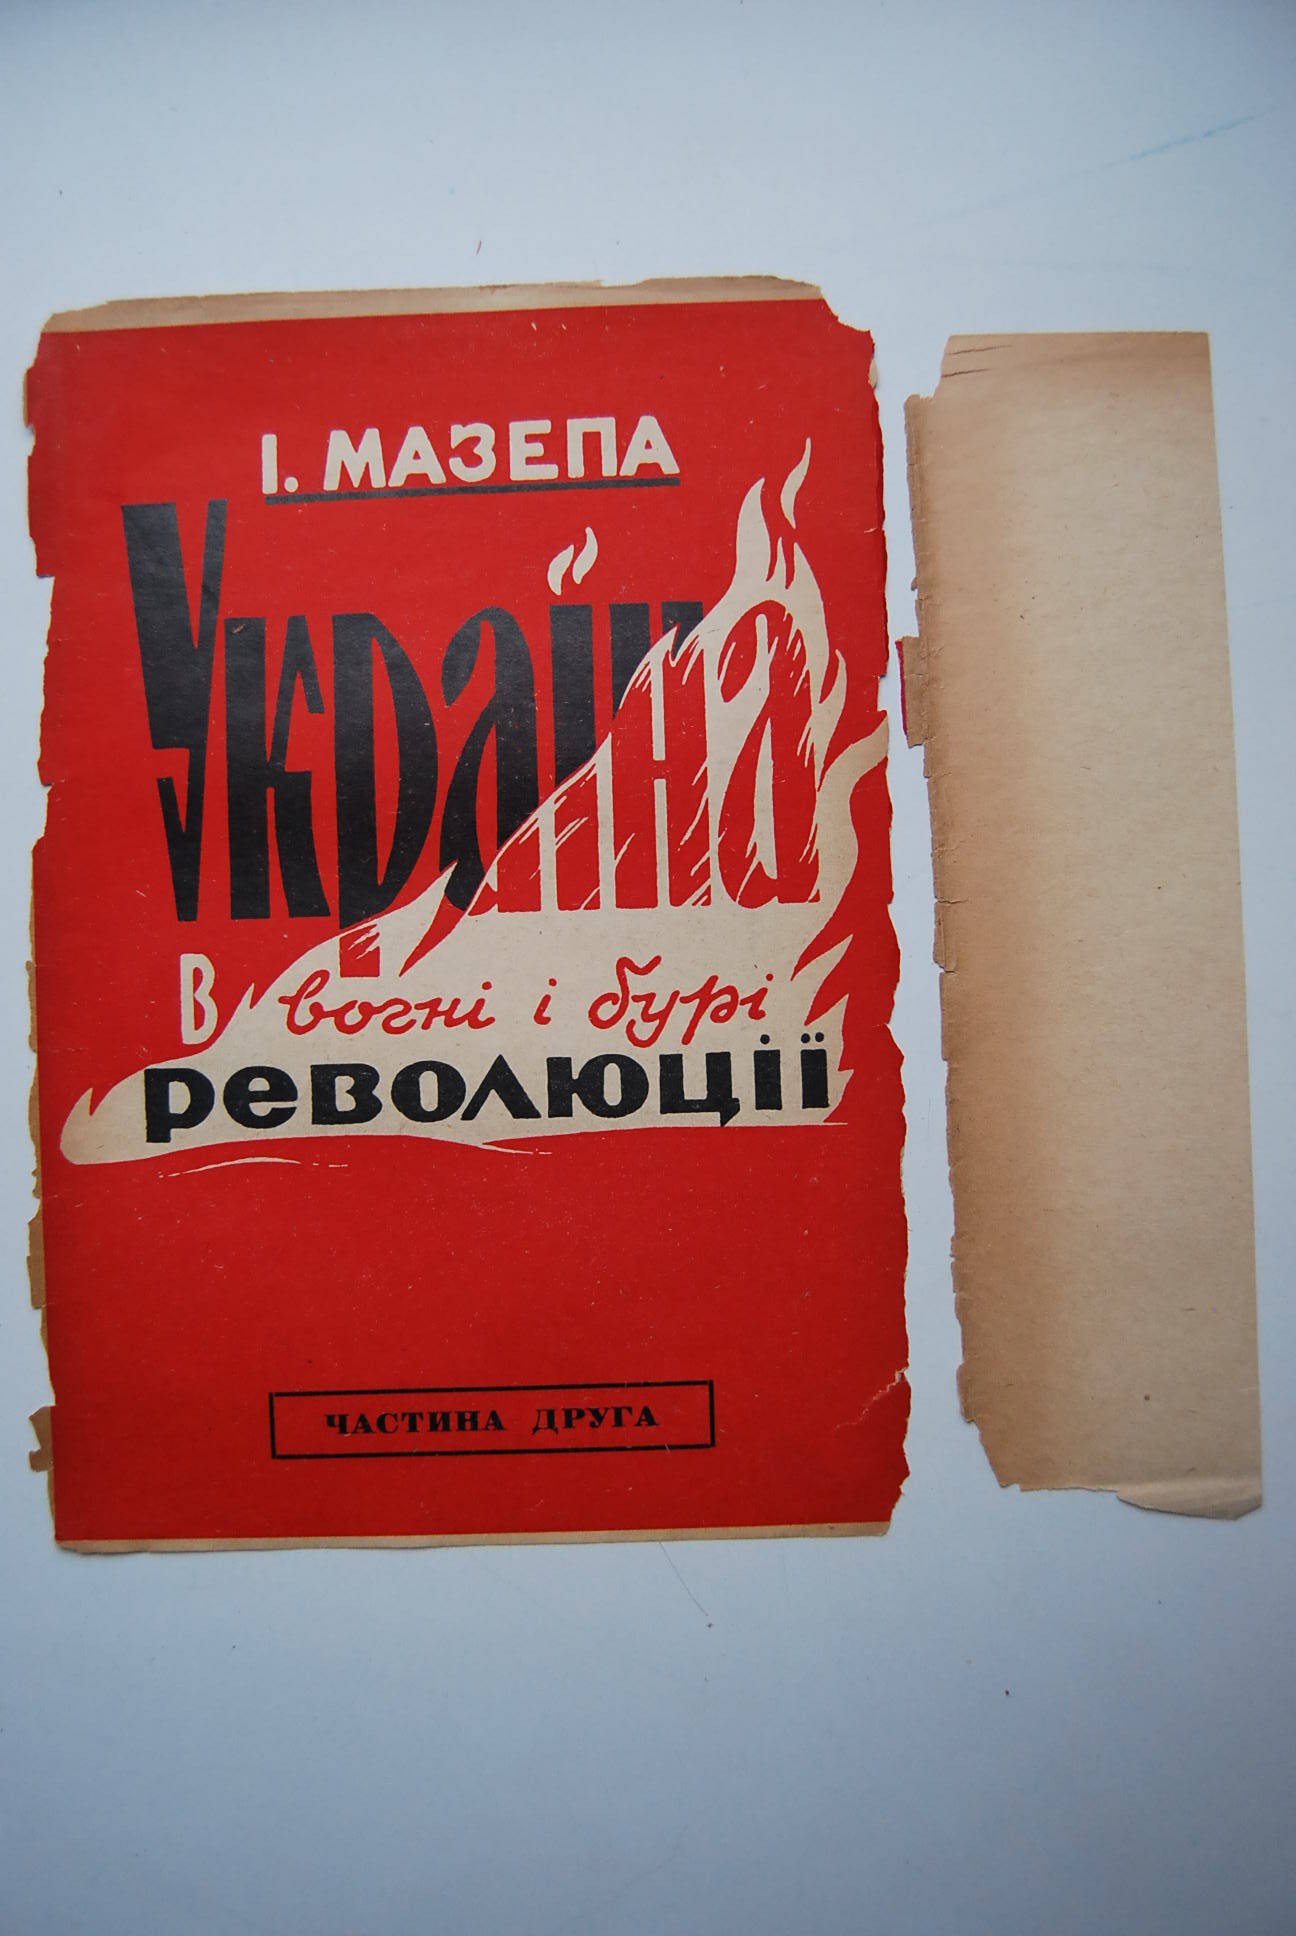 І. МАЗЕПА
Україна
В вогні і бурі
революції
ЧАСТИНА ДРУГА